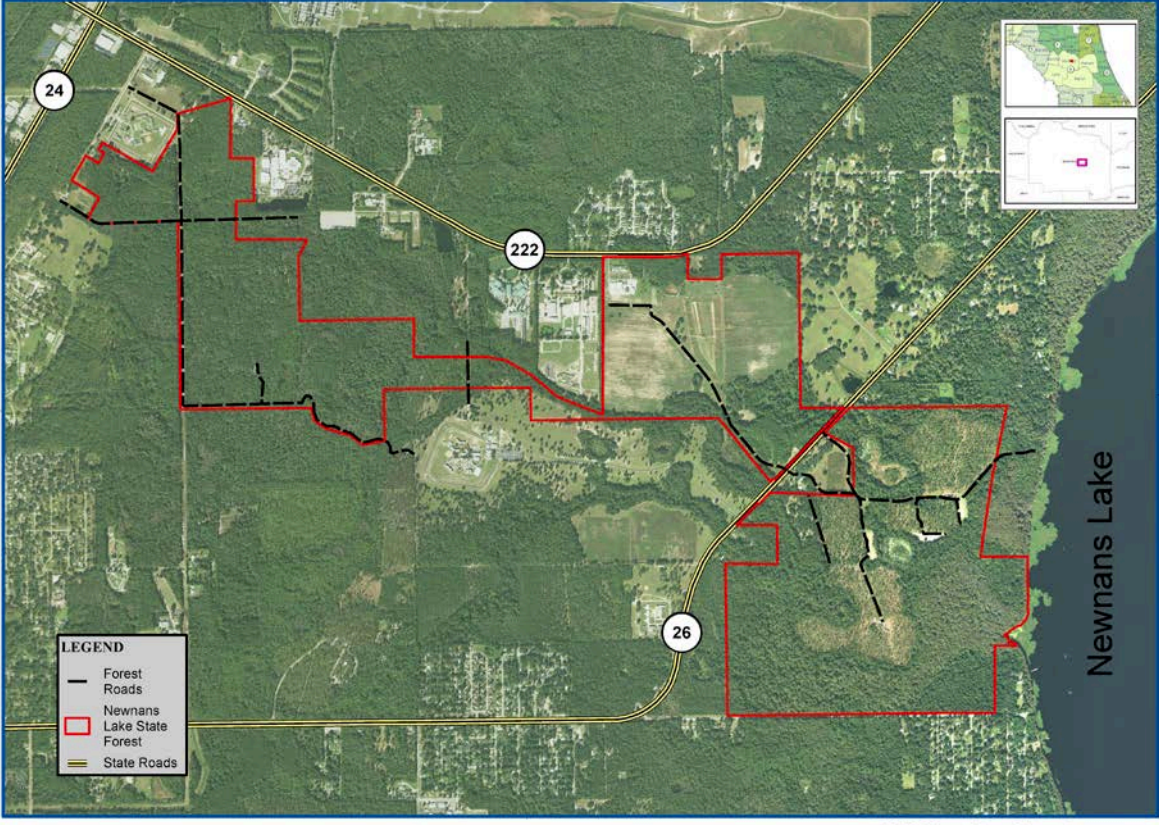 24
222
26
Newnans Lake
LEGEND
Forest
Roads
Newnans
Lake State
Forest
State Roads